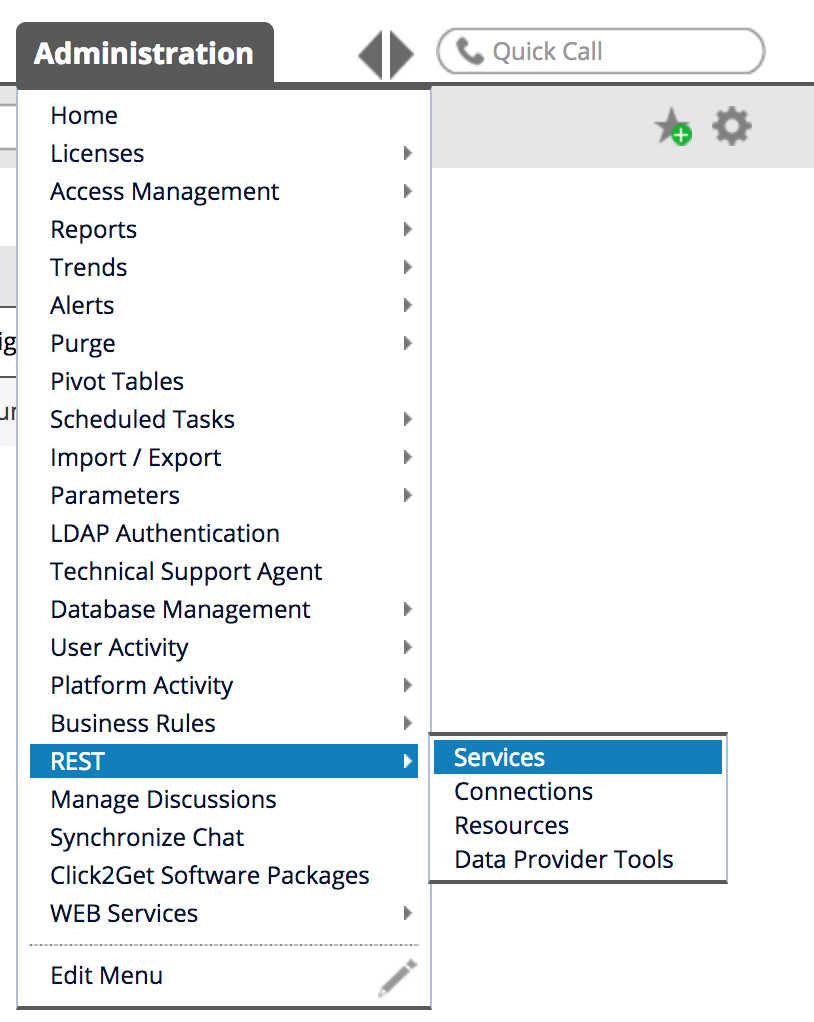 Administration
Quick Call
Home
Licenses
Access Management
Reports
Trends
Alerts
Purge
Pivot Tables
Scheduled Tasks
Import / Export
Parameters
LDAP Authentication
Technical Support Agent
Database Management
User Activity
Platform Activity
Business Rules
REST
Services
Connections
Resources
Data Provider Tools
Manage Discussions
Synchronize Chat
Click2Get Software Packages
WEB Services
Edit Menu